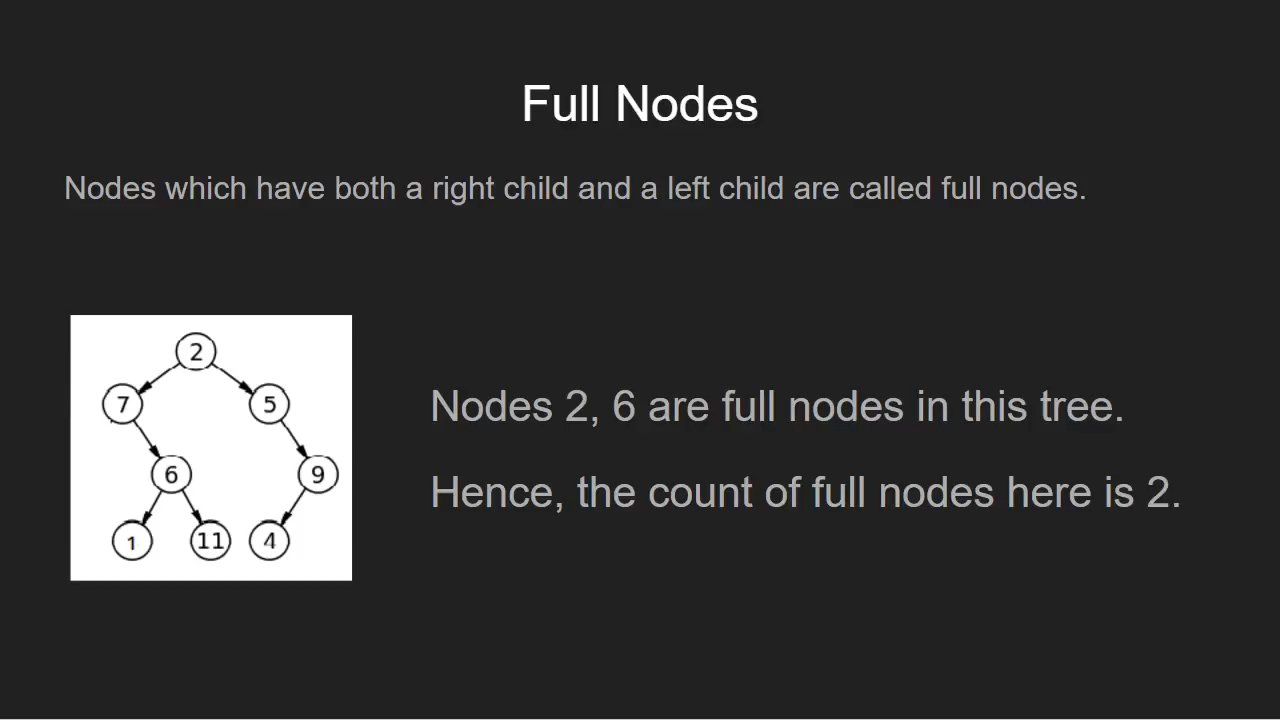 Full Nodes
Nodes which have both a right child and a left child are called full nodes.
2
7 5
6 9
1 11 4
Nodes 2, 6 are full nodes in this tree.
Hence, the count of full nodes here is 2.